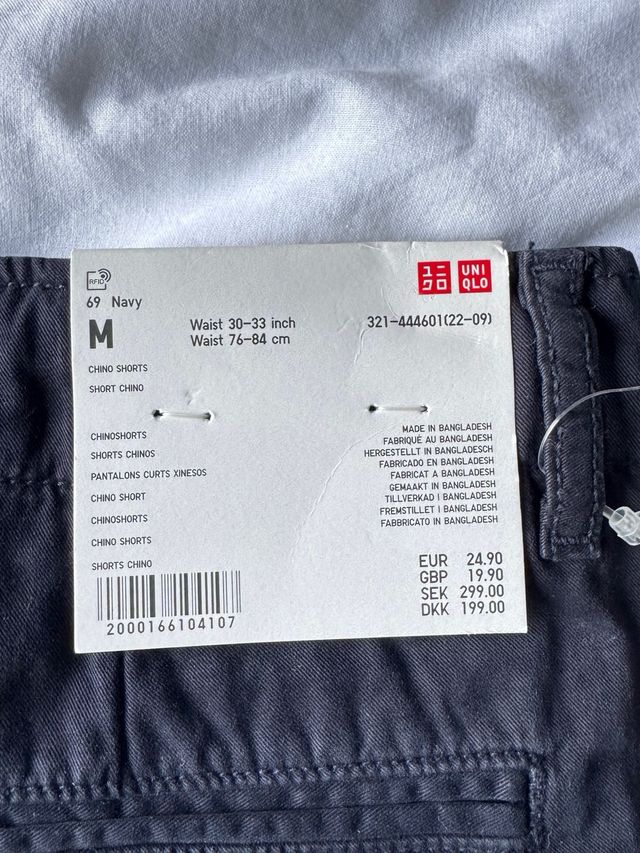 RFID
ユニ
クロ
UNI
QLO
69 Navy
M
Waist 30-33 inch
Waist 76-84 cm
321-444601(22-09)
CHINO SHORTS
SHORT CHINO
CHINOSHORTS
SHORTS CHINOS
PANTALONS CURTS XINESOS
CHINO SHORT
CHINOSHORTS
CHINO SHORTS
SHORTS CHINO
MADE IN BANGLADESH
FABRIQUÉ AU BANGLADESH
HERGESTELLT IN BANGLADESCH
FABRICADO EN BANGLADESH
FABRICAT A BANGLADESH
GEMAAKT IN BANGLADESH
TILLVERKAD I BANGLADESH
FREMSTILLET I BANGLADESH
FABBRICATO IN BANGLADESH
EUR 24.90
GBP 19.90
SEK 299.00
DKK 199.00
2000166104107